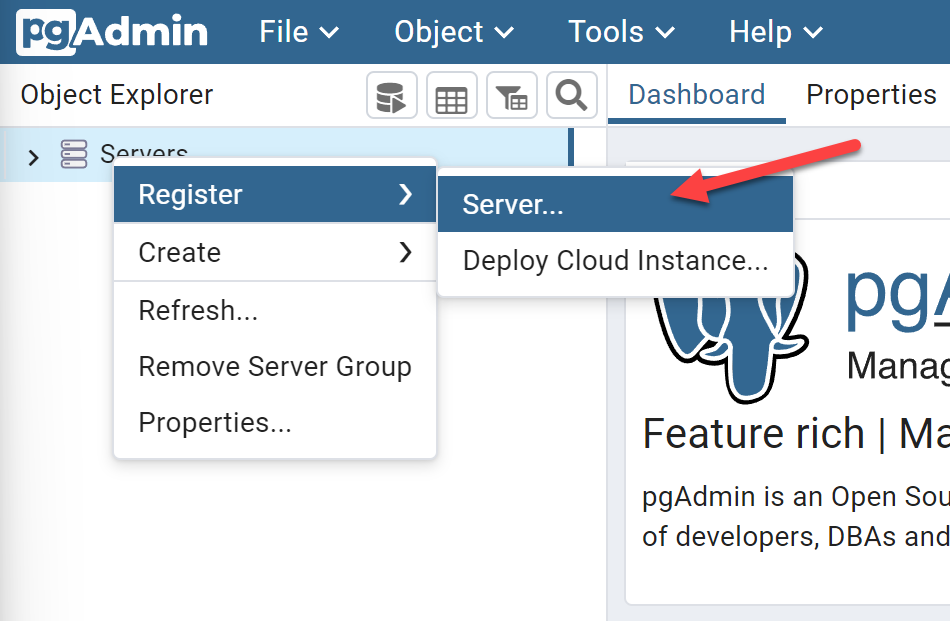 pgAdmin File Object Tools Help
Object Explorer
Dashboard Properties
Servers
Register
Create
Refresh...
Remove Server Group
Properties...
Server...
Deploy Cloud Instance...
pgA
Manag
Feature rich | Ma
pgAdmin is an Open Sou
of developers, DBAs and